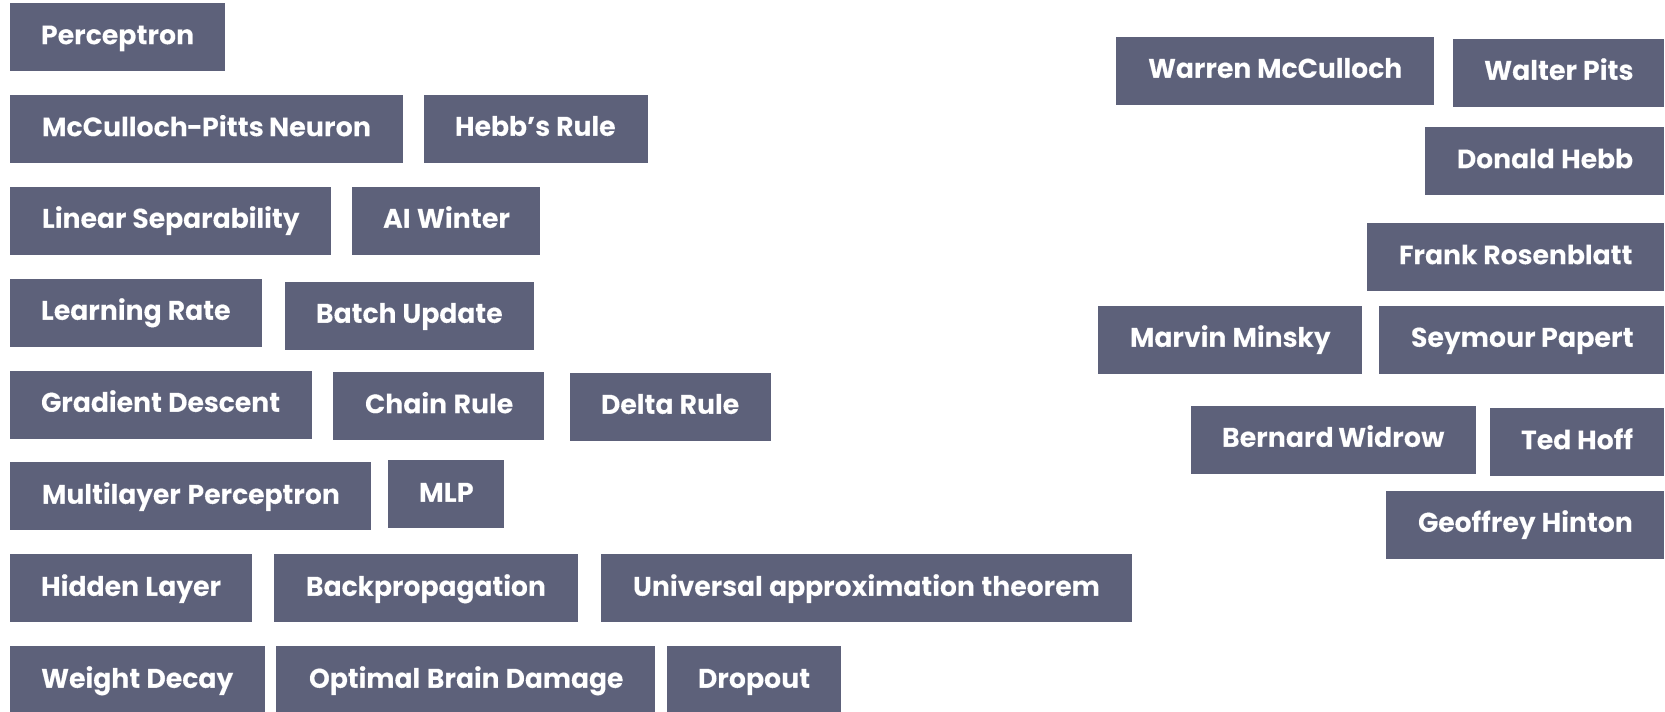 Perceptron
Warren McCulloch Walter Pits
McCulloch-Pitts Neuron Hebb's Rule
Donald Hebb
Linear Separability AI Winter
Frank Rosenblatt
Learning Rate Batch Update
Marvin Minsky Seymour Papert
Gradient Descent Chain Rule Delta Rule
Bernard Widrow Ted Hoff
Multilayer Perceptron MLP
Geoffrey Hinton
Hidden Layer Backpropagation Universal approximation theorem
Weight Decay Optimal Brain Damage Dropout